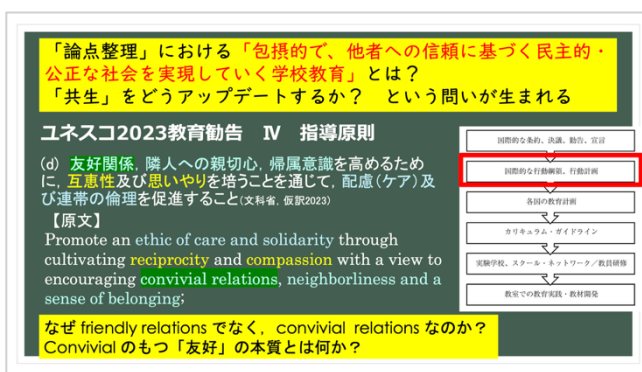 「論点整理」における「包摂的で、他者への信頼に基づく民主的・
公正な社会を実現していく学校教育」とは?
「共生」をどうアップデートするか? という問いが生まれる
ユネスコ2023教育勧告 Ⅳ 指導原則
(d) 友好関係,隣人への親切心,帰属意識を高めるため
に,互恵性及び思いやりを培うことを通じて,配慮(ケア)及
び連帯の倫理を促進すること(文科省,仮訳2023)
【原文】
Promote an ethic of care and solidarity through
cultivating reciprocity and compassion with a view to
encouraging convivial relations, neighborliness and a
sense of belonging;
国際的な条約、決議、勧告、宣言
国際的な行動綱領、行動計画
各国の教育計画
カリキュラム・ガイドライン
実験学校、スクール・ネットワーク/教員研修
教室での教育実践・教材開発
なぜ friendly relations でなく,convivial relations なのか?
Convivial のもつ「友好」の本質とは何か?